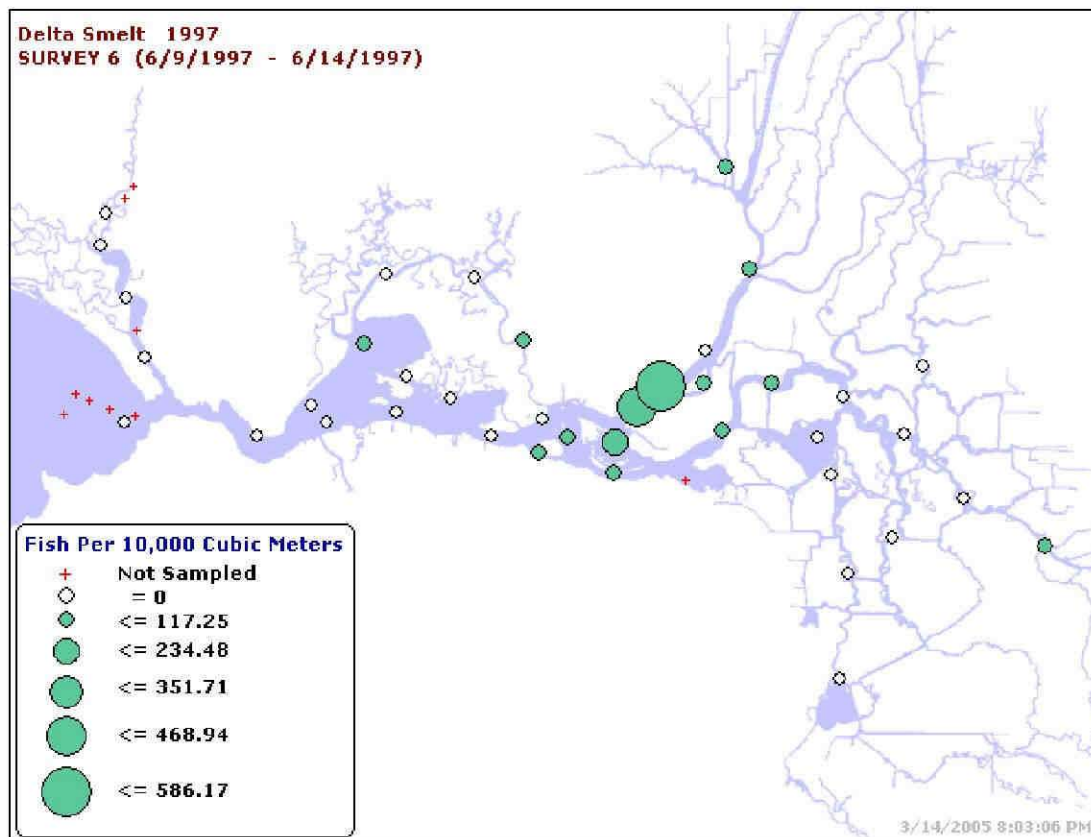 Delta Smelt 1997
SURVEY 6 (6/9/1997 - 6/14/1997)
Fish Per 10,000 Cubic Meters
Not Sampled
= 0
<= 117.25
<= 234.48
<= 351.71
<= 468.94
<= 586.17
3/14/2005 8:03:06 PM